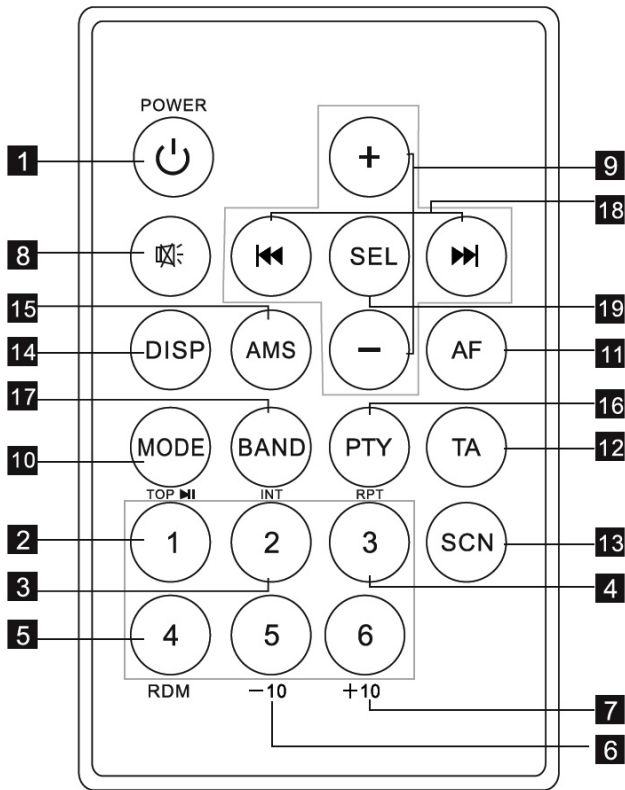 POWER
1
+
9
18
8
SEL
15
19
14
DISP
AMS
−
AF
11
17
16
10
MODE
BAND
PTY
TA
12
TOP
INT
RPT
2
1
2
3
SCN
13
3
4
5
4
5
6
RDM
−10
+10
7
6